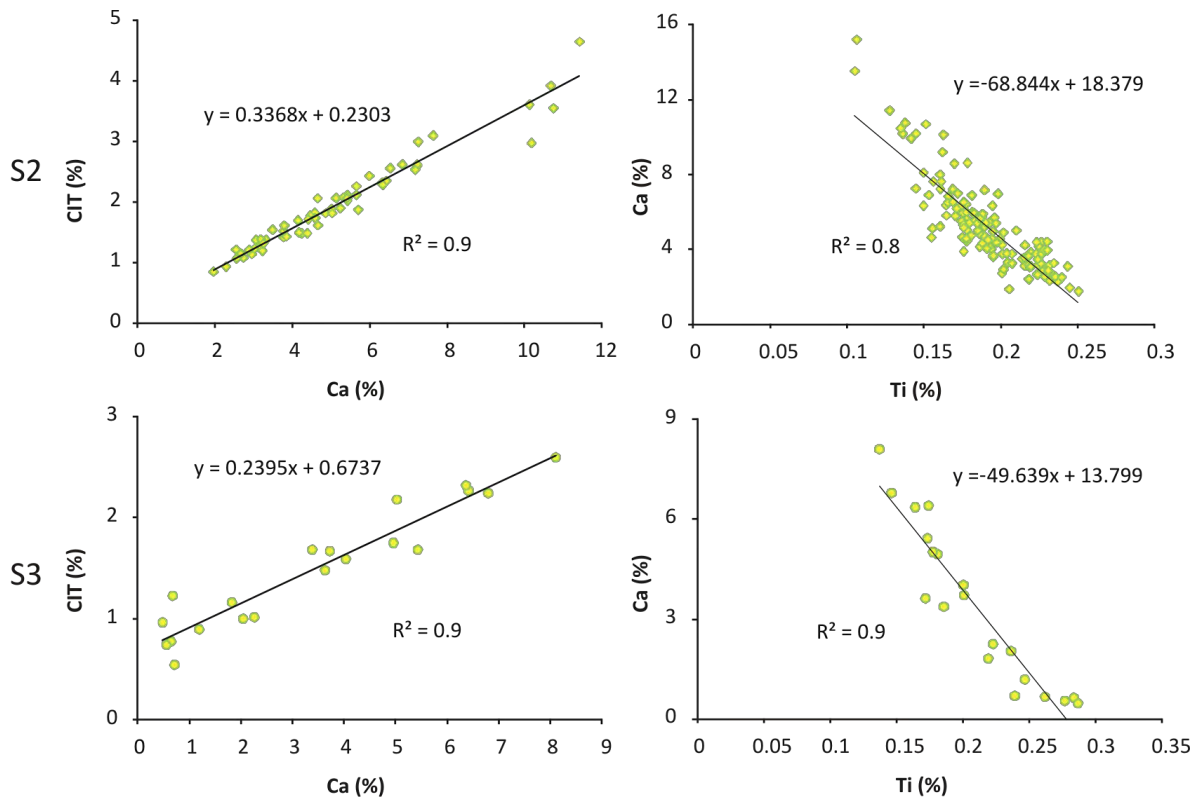 S2
CIT (%)
5
4
3
2
1
0
y = 0.3368x + 0.2303
R² = 0.9
0 2 4 6 8 10 12
Ca (%)
Ca (%)
16
12
8
4
0
y =-68.844x + 18.379
R² = 0.8
0 0.05 0.1 0.15 0.2 0.25 0.3
Ti (%)
S3
CIT (%)
3
2
1
0
y = 0.2395x + 0.6737
R² = 0.9
0 1 2 3 4 5 6 7 8 9
Ca (%)
Ca (%)
9
6
3
0
y =-49.639x + 13.799
R² = 0.9
0 0.05 0.1 0.15 0.2 0.25 0.3 0.35
Ti (%)